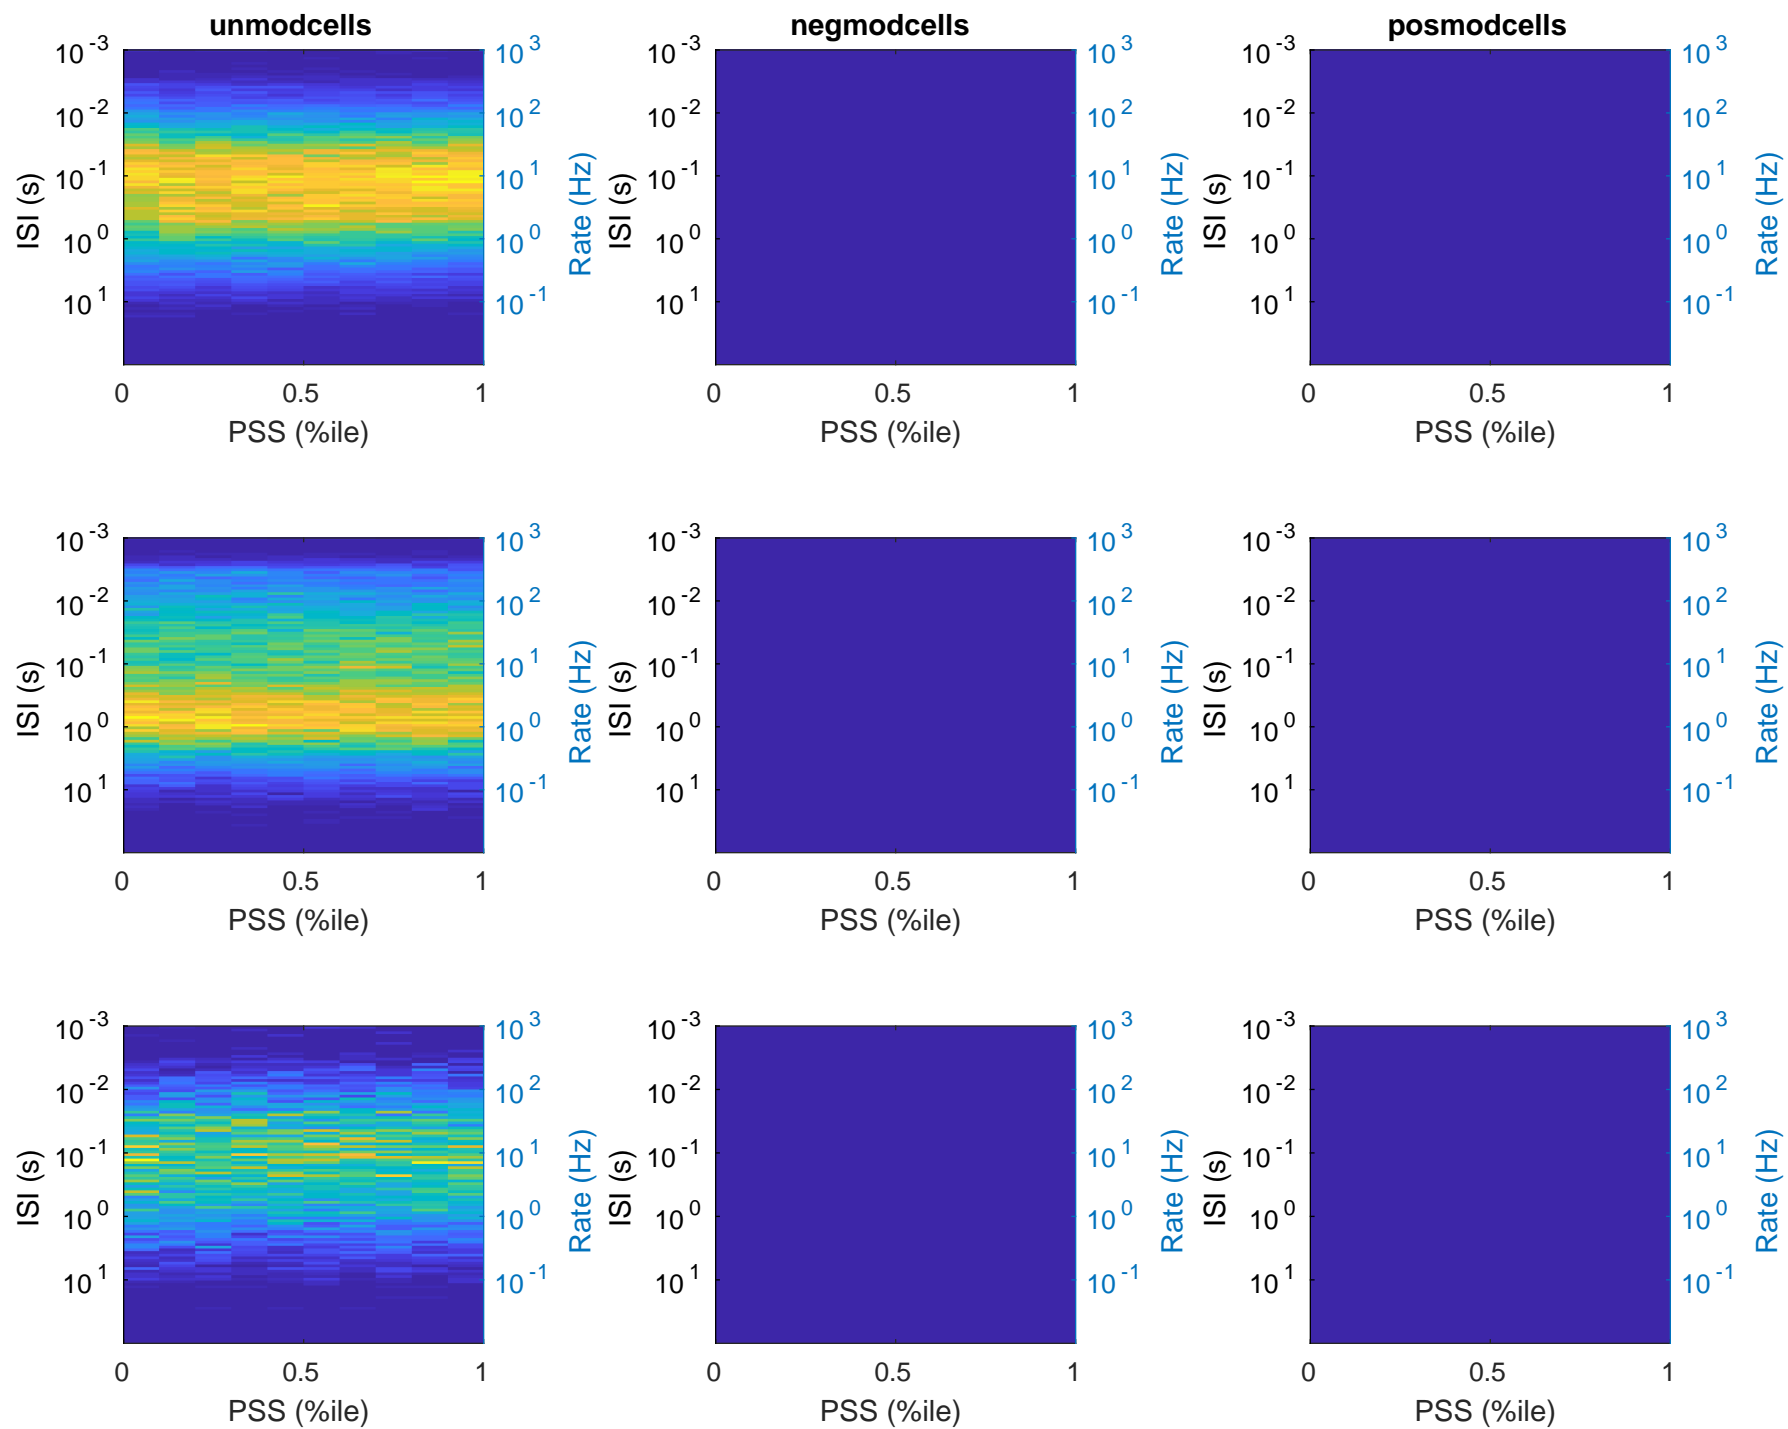 unmodcells negmodcells posmodcells
10^-3 10^3 10^-3 10^3 10^-3 10^3
10^-2 10^2 10^-2 10^2 10^-2 10^2
10^-1 10^1 10^-1 10^1 10^-1 10^1
10^0 10^0 10^0 10^0 10^0 10^0
10^1 10^-1 10^1 10^-1 10^1 10^-1
ISI (s) Rate (Hz) ISI (s) Rate (Hz) ISI (s) Rate (Hz)
0 0.5 1 0 0.5 1 0 0.5 1
PSS (%ile) PSS (%ile) PSS (%ile)
10^-3 10^3 10^-3 10^3 10^-3 10^3
10^-2 10^2 10^-2 10^2 10^-2 10^2
10^-1 10^1 10^-1 10^1 10^-1 10^1
10^0 10^0 10^0 10^0 10^0 10^0
10^1 10^-1 10^1 10^-1 10^1 10^-1
ISI (s) Rate (Hz) ISI (s) Rate (Hz) ISI (s) Rate (Hz)
0 0.5 1 0 0.5 1 0 0.5 1
PSS (%ile) PSS (%ile) PSS (%ile)
10^-3 10^3 10^-3 10^3 10^-3 10^3
10^-2 10^2 10^-2 10^2 10^-2 10^2
10^-1 10^1 10^-1 10^1 10^-1 10^1
10^0 10^0 10^0 10^0 10^0 10^0
10^1 10^-1 10^1 10^-1 10^1 10^-1
ISI (s) Rate (Hz) ISI (s) Rate (Hz) ISI (s) Rate (Hz)
0 0.5 1 0 0.5 1 0 0.5 1
PSS (%ile) PSS (%ile) PSS (%ile)